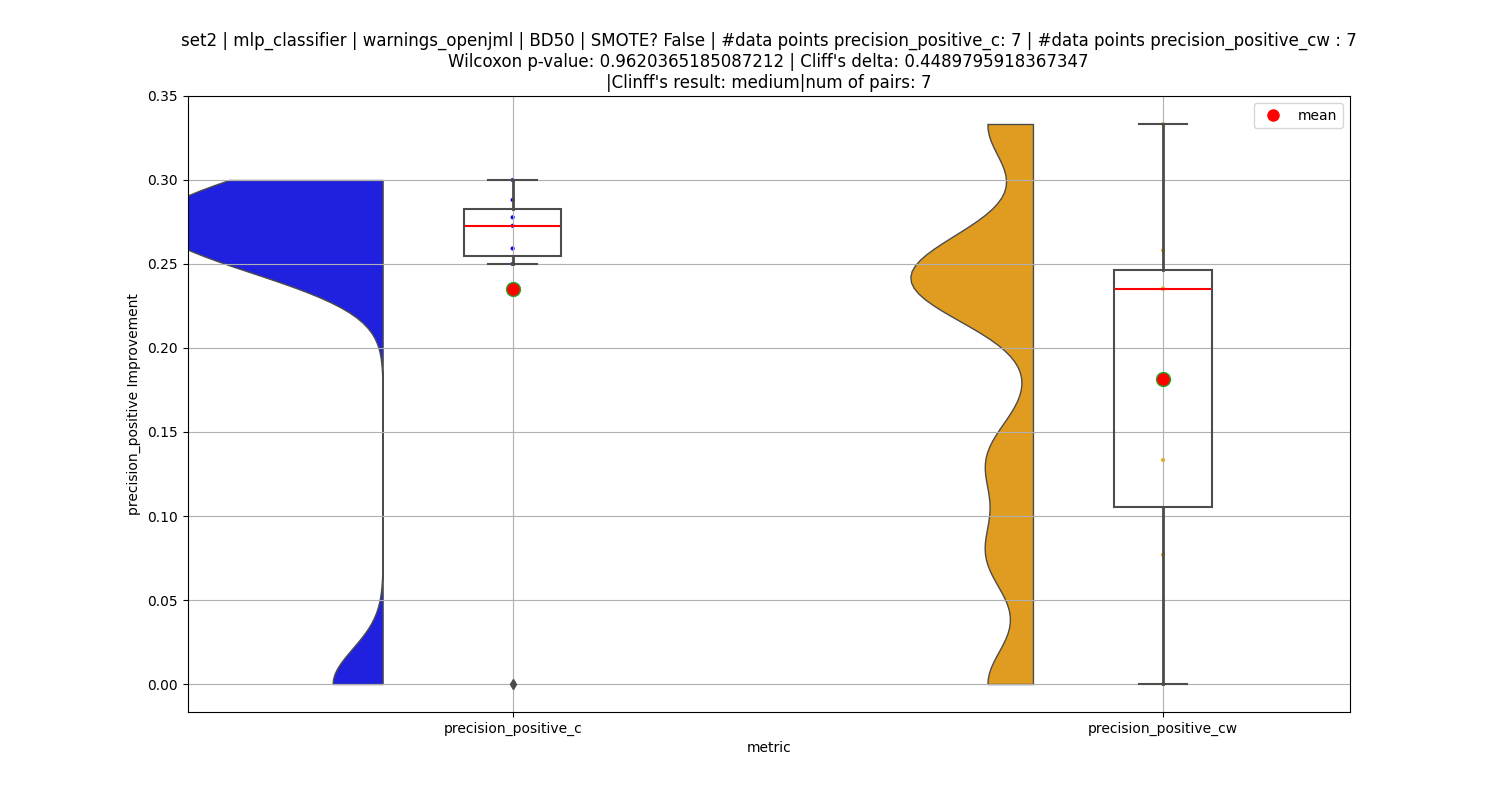 set2 | mlp_classifier | warnings_openjml | BD50 | SMOTE? False | #data points precision_positive_c: 7 | #data points precision_positive_cw : 7
Wilcoxon p-value: 0.9620365185087212 | Cliff's delta: 0.4489795918367347
|Clinff's result: medium|num of pairs: 7
mean
0.35
0.30
0.25
0.20
0.15
0.10
0.05
0.00
precision_positive Improvement
precision_positive_c
precision_positive_cw
metric